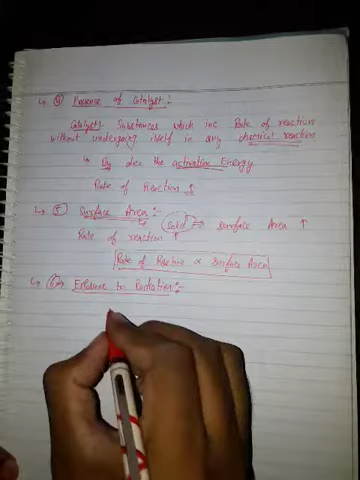 ↳ ④ Presence of Catalyst :-
Catalysts Substances which inc Rate of reaction
without undergoing itself in any chemical reaction
↳ By dec the activation Energy
Rate of Reaction ↑
↳ ⑤ Surface Area :-
Solid ⇒ Surface Area ↑
Rate of reaction ↑
Rate of Reaction ∝ Surface Area
↳ ⑥ Exposure to Radiation :-